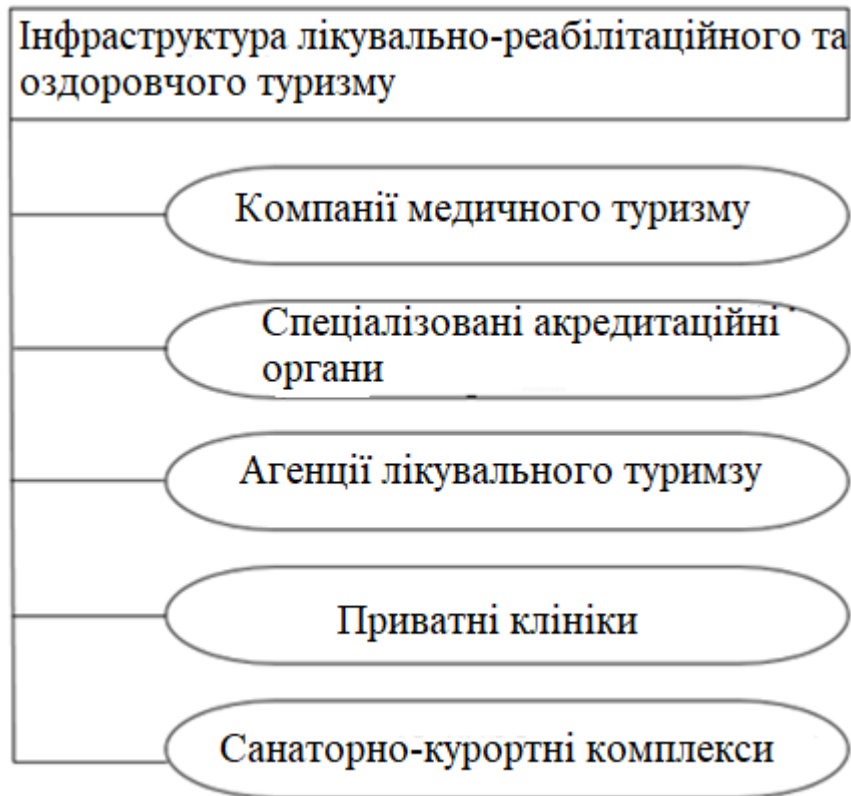 Інфраструктура лікувально-реабілітаційного та
оздоровчого туризму
Компанії медичного туризму
Спеціалізовані акредитаційні
органи
Агенції лікувального туримзу
Приватні клініки
Санаторно-курортні комплекси